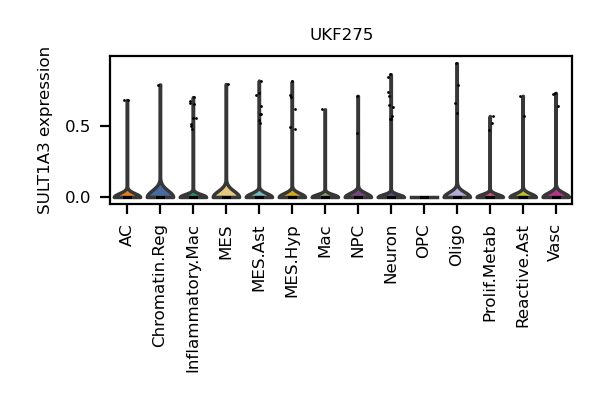 UKF275
SULT1A3 expression
0.5
0.0
AC
Chromatin.Reg
Inflammatory.Mac
MES
MES.Ast
MES.Hyp
Mac
NPC
Neuron
OPC
Oligo
Prolif.Metab
Reactive.Ast
Vasc